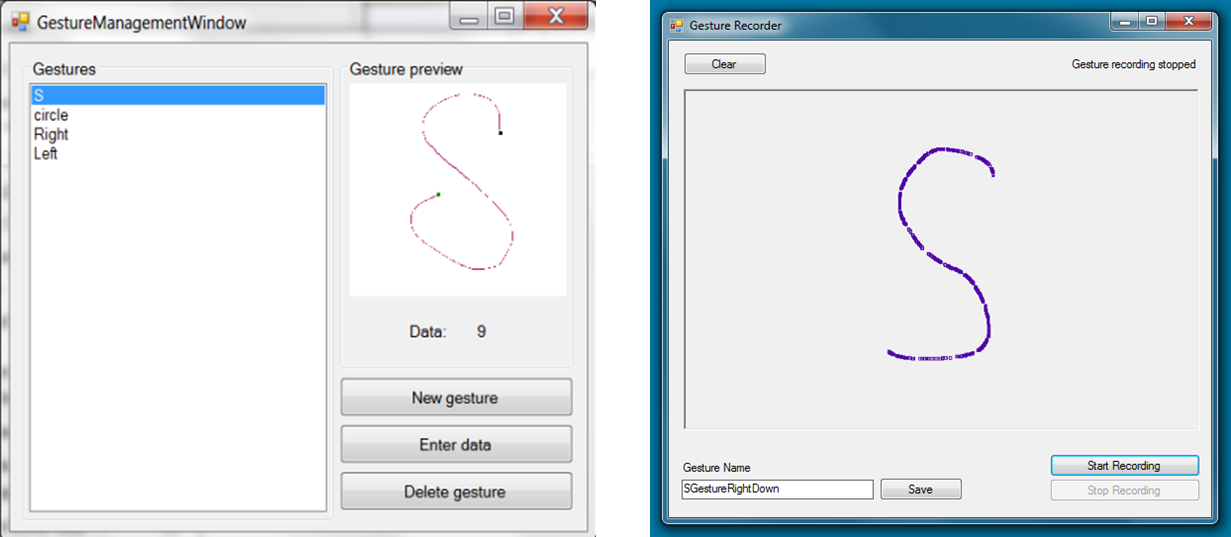 GestureManagementWindow
Gestures
S
circle
Right
Left
Gesture preview
Data: 9
New gesture
Enter data
Delete gesture
Gesture Recorder
Clear
Gesture recording stopped
Gesture Name
SGestureRightDown
Save
Start Recording
Stop Recording